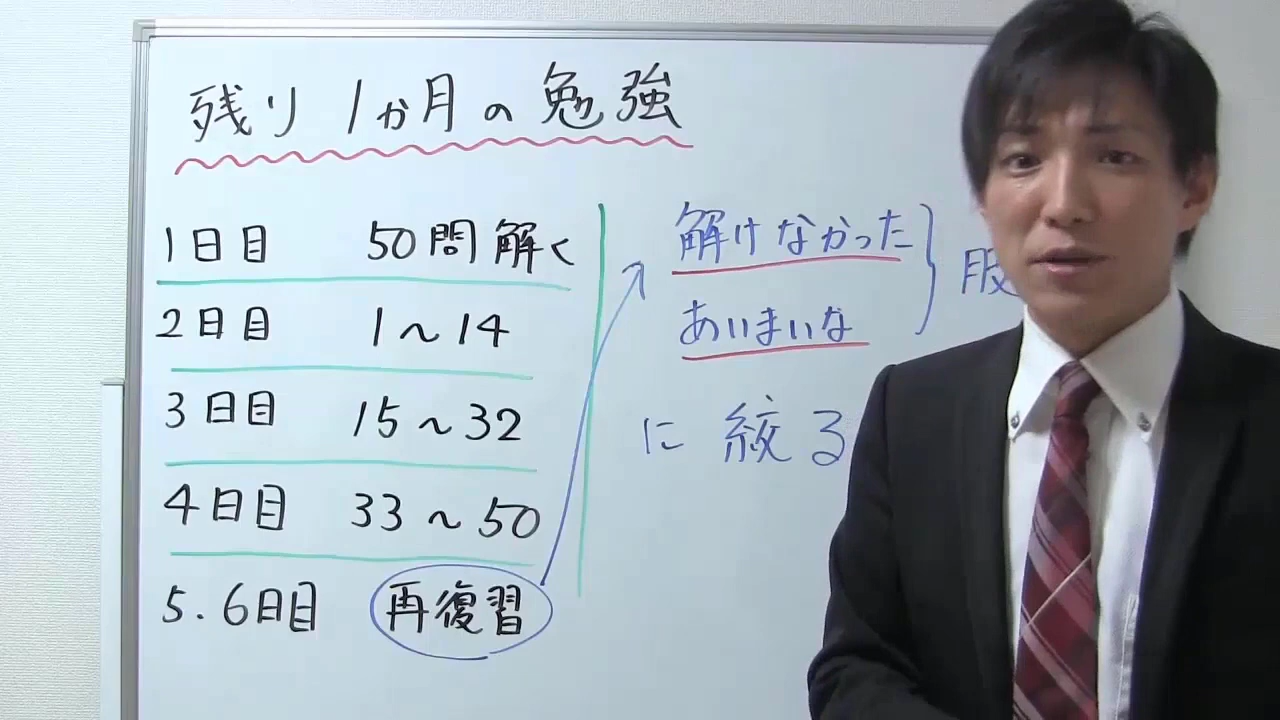 残り1か月の勉強
1日目 50問解く
2日目 1〜14
3日目 15〜32
4日目 33〜50
5.6日目 再復習
解けなかった
あいまいな
に絞る